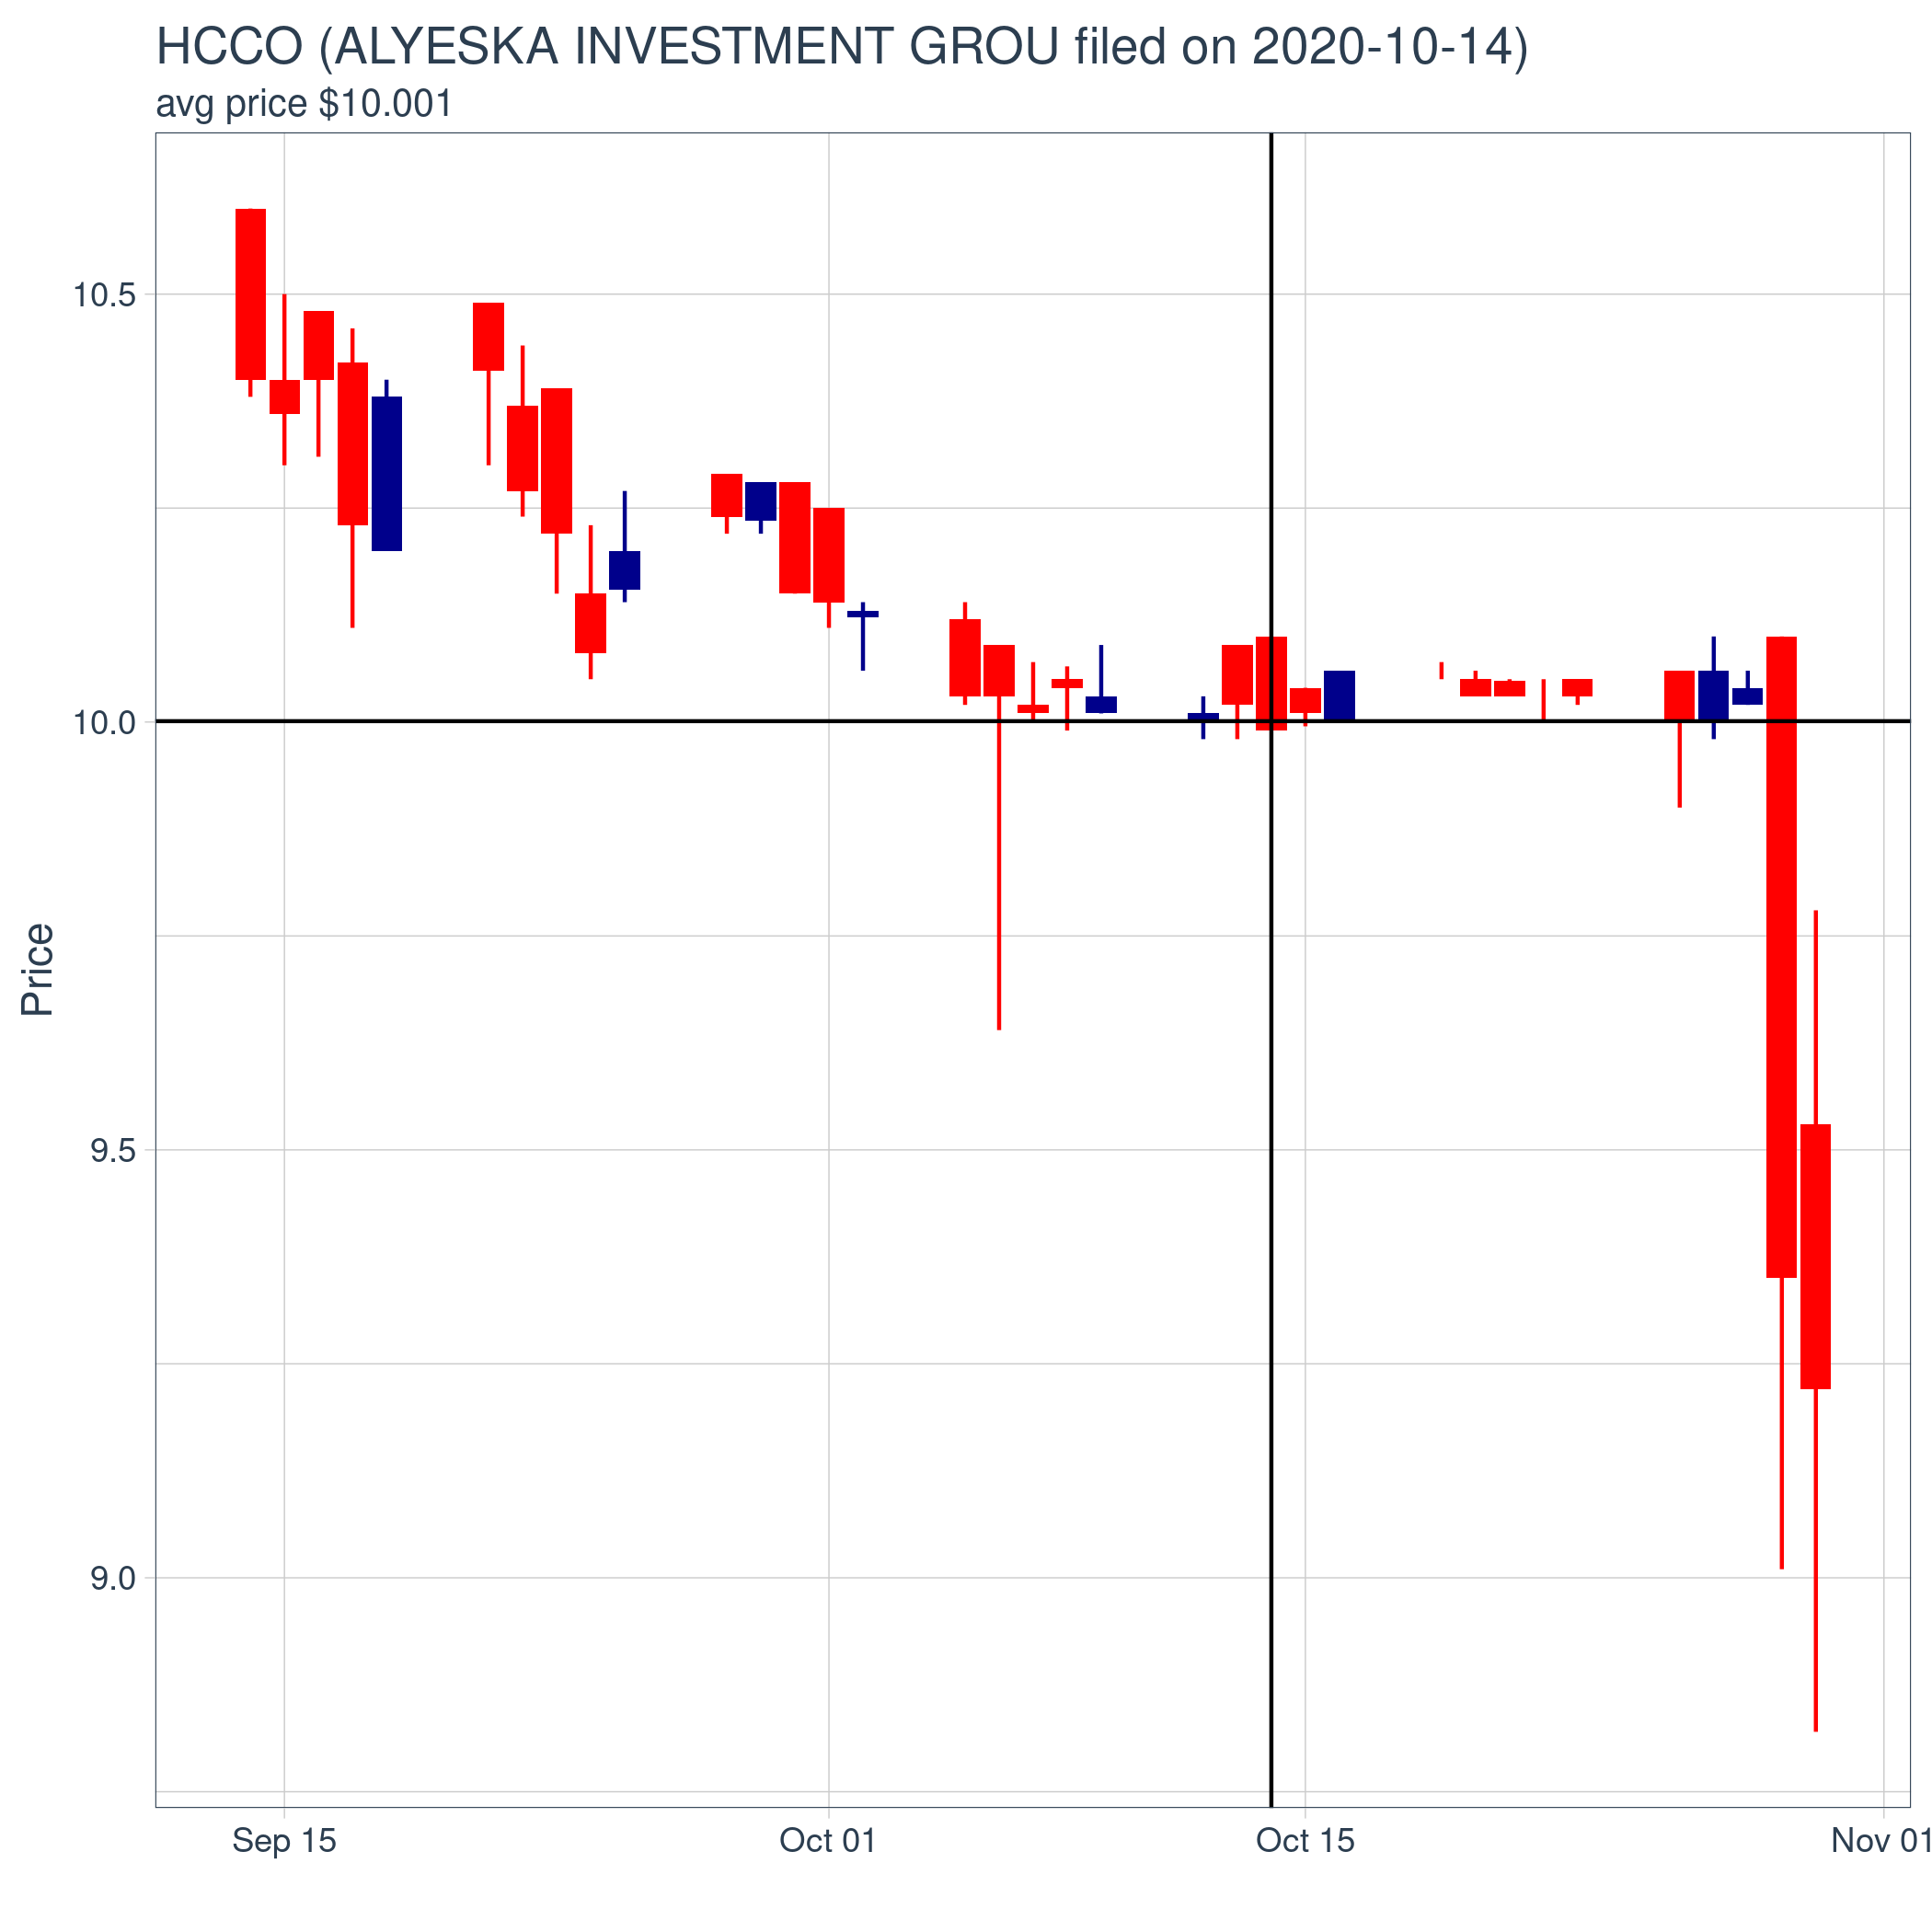 HCCO (ALYESKA INVESTMENT GROU filed on 2020-10-14)
avg price $10.001
10.5
10.0
9.5
9.0
Price
Sep 15
Oct 01
Oct 15
Nov 01